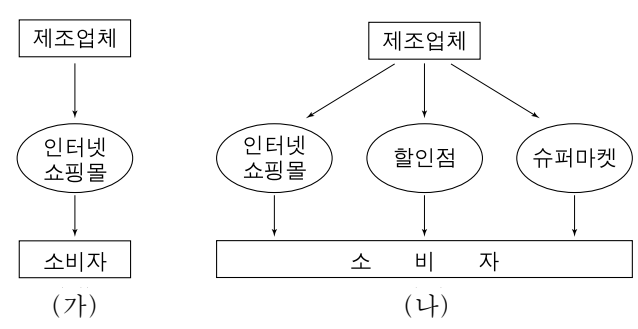 제조업체
인터넷
쇼핑몰
소비자
(가)
제조업체
인터넷
쇼핑몰
할인점
슈퍼마켓
소 비 자
(나)